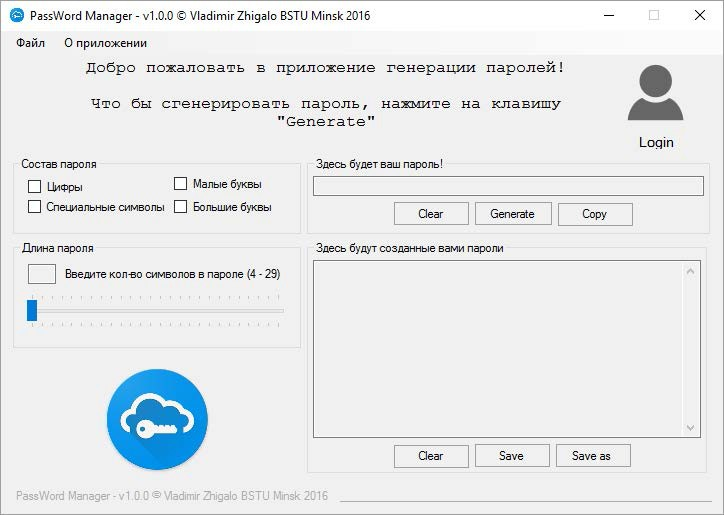 PassWord Manager - v1.0.0 © Vladimir Zhigalo BSTU Minsk 2016
Файл О приложении
Добро пожаловать в приложение генерации паролей!
Что бы сгенерировать пароль, нажмите на клавишу
"Generate"
Login
Состав пароля
Цифры
Малые буквы
Специальные символы
Большие буквы
Здесь будет ваш пароль!
Clear Generate Copy
Длина пароля
Введите кол-во символов в пароле (4 - 29)
Здесь будут созданные вами пароли
Clear Save Save as
PassWord Manager - v1.0.0 © Vladimir Zhigalo BSTU Minsk 2016